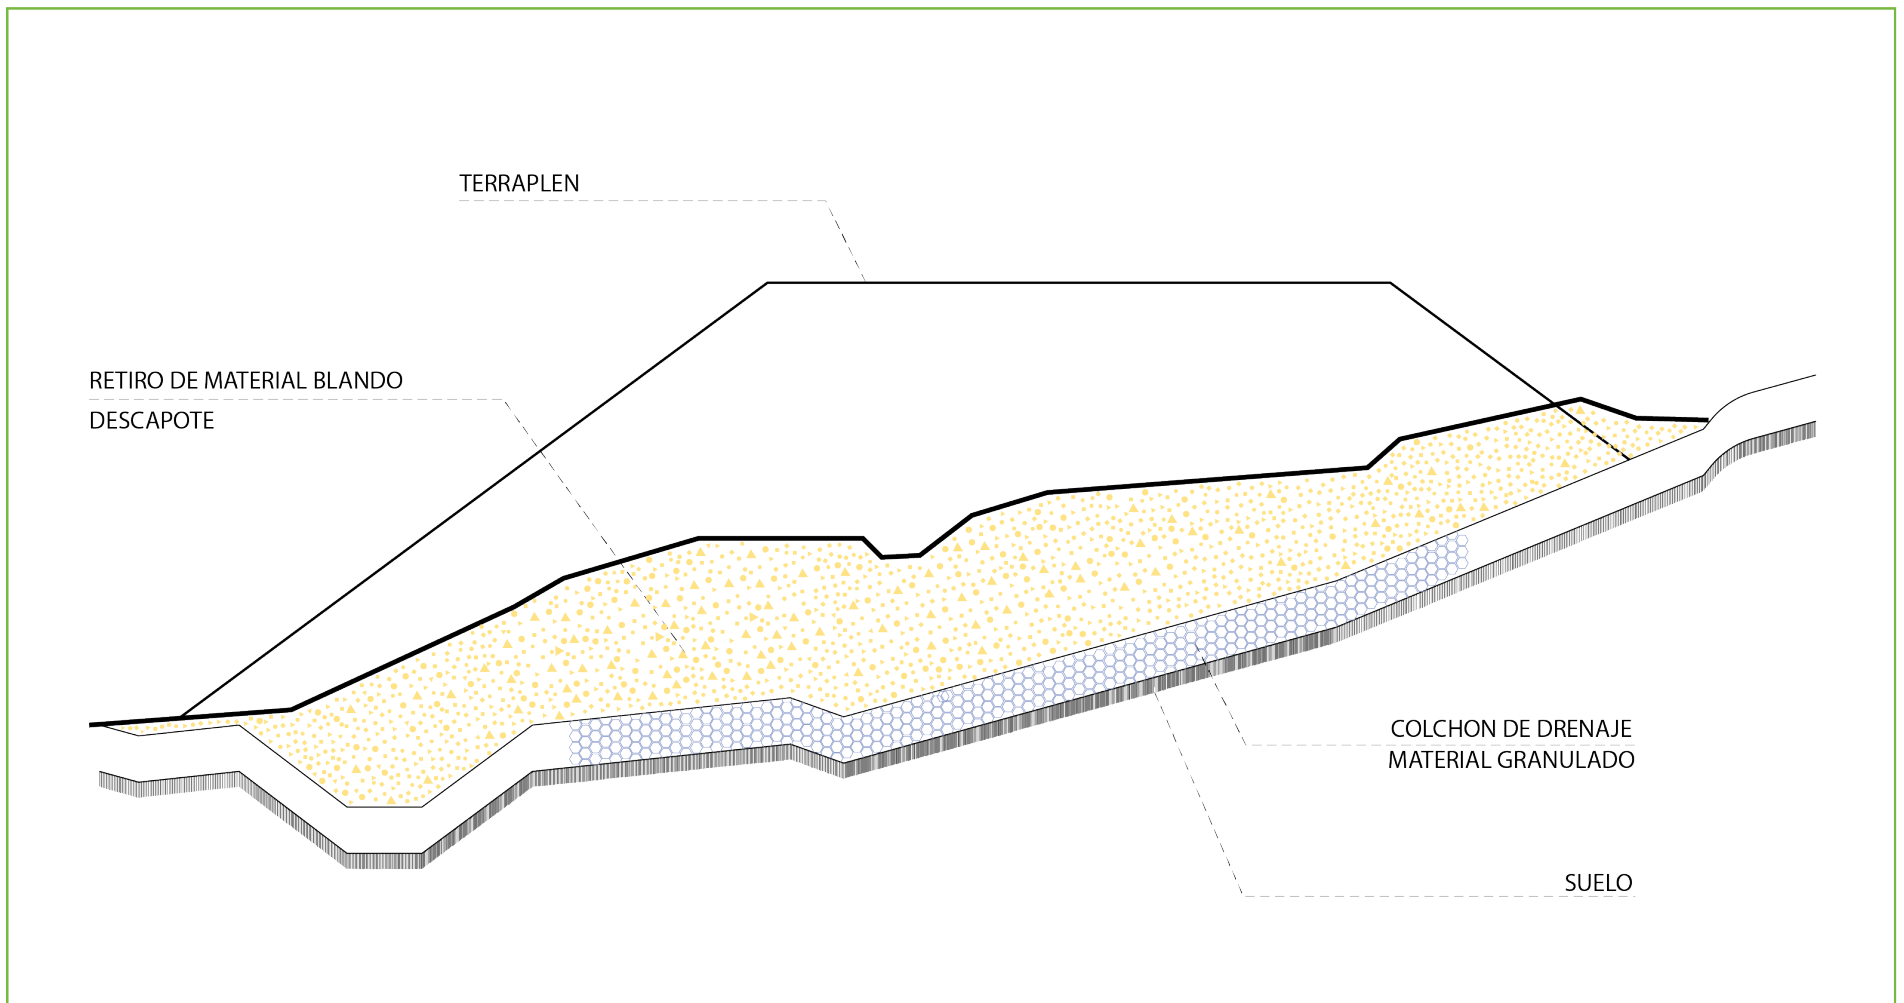 TERRAPLEN
RETIRO DE MATERIAL BLANDO
DESCAPOTE
COLCHON DE DRENAJE
MATERIAL GRANULADO
SUELO